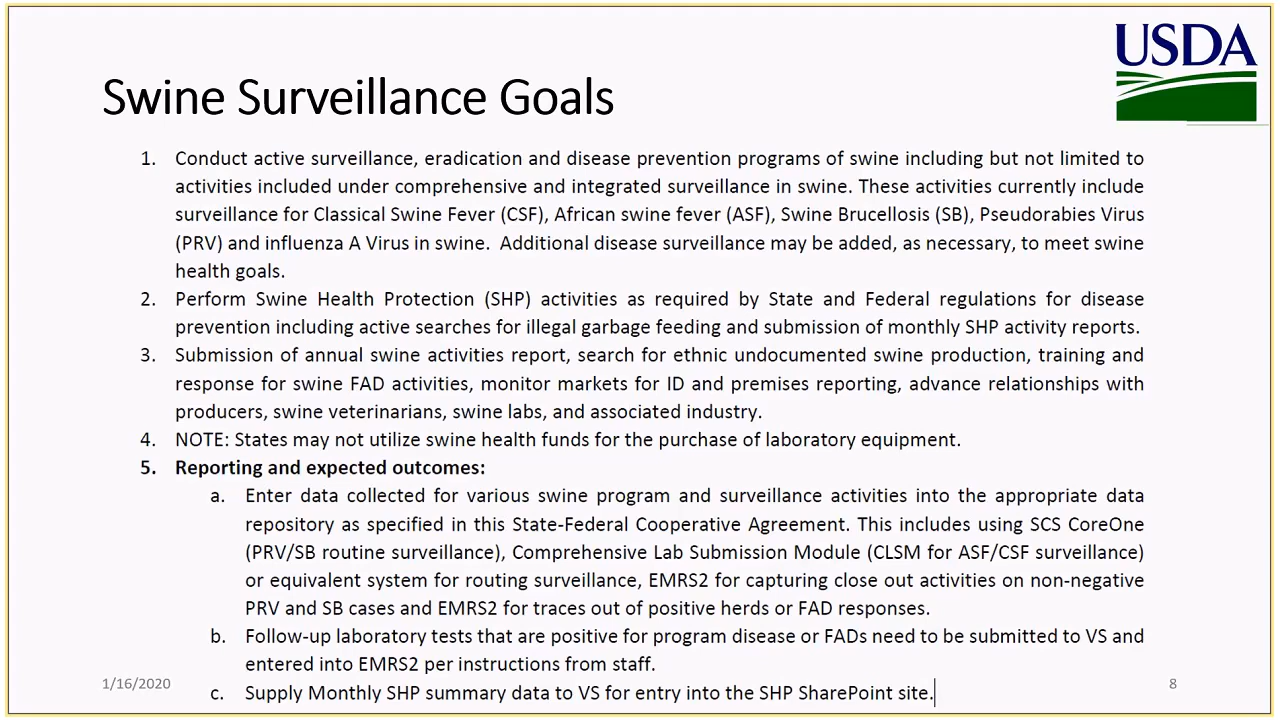 USDA
Swine Surveillance Goals
1. Conduct active surveillance, eradication and disease prevention programs of swine including but not limited to
activities included under comprehensive and integrated surveillance in swine. These activities currently include
surveillance for Classical Swine Fever (CSF), African swine fever (ASF), Swine Brucellosis (SB), Pseudorabies Virus
(PRV) and influenza A Virus in swine. Additional disease surveillance may be added, as necessary, to meet swine
health goals.
2. Perform Swine Health Protection (SHP) activities as required by State and Federal regulations for disease
prevention including active searches for illegal garbage feeding and submission of monthly SHP activity reports.
3. Submission of annual swine activities report, search for ethnic undocumented swine production, training and
response for swine FAD activities, monitor markets for ID and premises reporting, advance relationships with
producers, swine veterinarians, swine labs, and associated industry.
4. NOTE: States may not utilize swine health funds for the purchase of laboratory equipment.
5. Reporting and expected outcomes:
a. Enter data collected for various swine program and surveillance activities into the appropriate data
repository as specified in this State-Federal Cooperative Agreement. This includes using SCS CoreOne
(PRV/SB routine surveillance), Comprehensive Lab Submission Module (CLSM for ASF/CSF surveillance)
or equivalent system for routing surveillance, EMRS2 for capturing close out activities on non-negative
PRV and SB cases and EMRS2 for traces out of positive herds or FAD responses.
b. Follow-up laboratory tests that are positive for program disease or FADs need to be submitted to VS and
entered into EMRS2 per instructions from staff.
c. Supply Monthly SHP summary data to VS for entry into the SHP SharePoint site.
1/16/2020
8